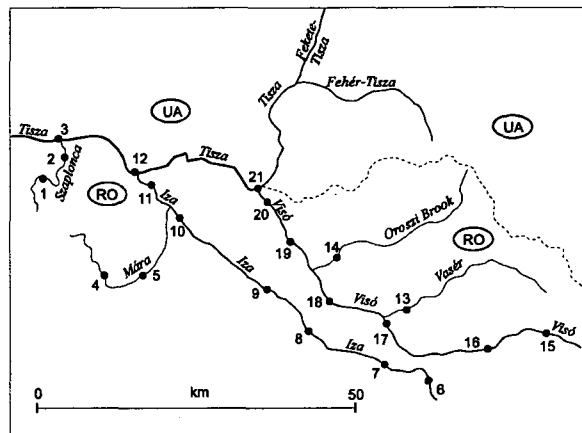 Fekete-
Tisza
Tisza
Fehér-Tisza
UA
UA
Tisza
3
2
Szaplonca
1
12
Tisza
RO
11
Iza
21
20
Visó
10
Oroszi Brook
14
19
RO
Mára
4
5
Iza
9
Vasér
13
18
Visó
17
8
Iza
16
Visó
15
7
6
0
km
50